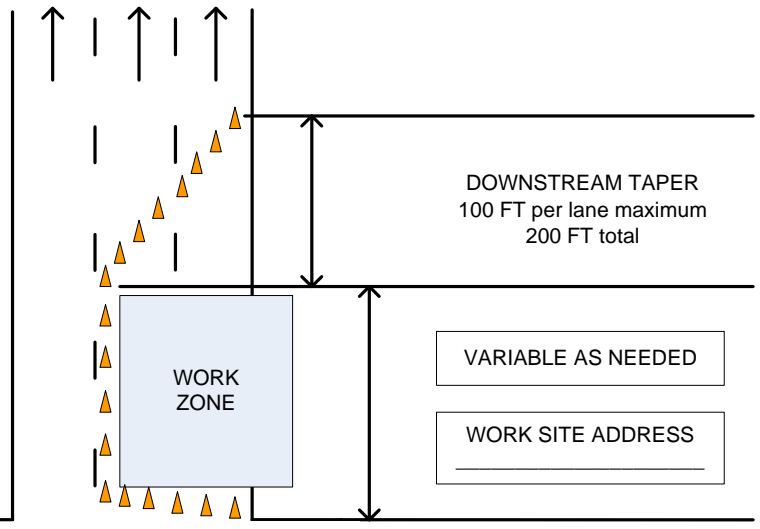 DOWNSTREAM TAPER
100 FT per lane maximum
200 FT total
WORK
ZONE
VARIABLE AS NEEDED
WORK SITE ADDRESS